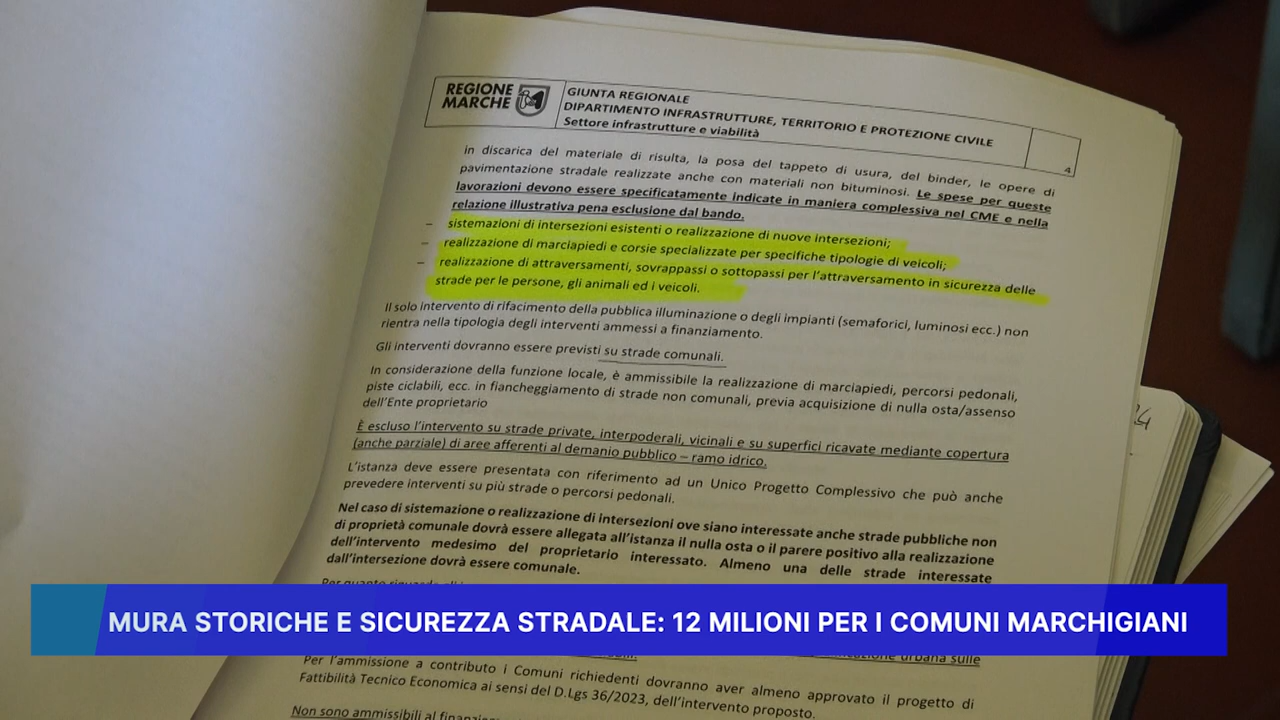 REGIONE
MARCHE
GIUNTA REGIONALE
DIPARTIMENTO INFRASTRUTTURE, TERRITORIO E PROTEZIONE CIVILE
Settore infrastrutture e viabilità
4
in discarica del materiale di risulta, la posa del tappeto di usura, del binder, le opere di
pavimentazione stradale realizzate anche con materiali non bituminosi. Le spese per queste
lavorazioni devono essere specificatamente indicate in maniera complessiva nel CME e nella
relazione illustrativa pena esclusione dal bando.
– sistemazioni di intersezioni esistenti o realizzazione di nuove intersezioni;
– realizzazione di marciapiedi e corsie specializzate per specifiche tipologie di veicoli;
– realizzazione di attraversamenti, sovrappassi o sottopassi per l'attraversamento in sicurezza delle
strade per le persone, gli animali ed i veicoli.
Il solo intervento di rifacimento della pubblica illuminazione o degli impianti (semaforici, luminosi ecc.) non
rientra nella tipologia degli interventi ammessi a finanziamento.
Gli interventi dovranno essere previsti su strade comunali.
In considerazione della funzione locale, è ammissibile la realizzazione di marciapiedi, percorsi pedonali,
piste ciclabili, ecc. in fiancheggiamento di strade non comunali, previa acquisizione di nulla osta/assenso
dell'Ente proprietario
È escluso l'intervento su strade private, interpoderali, vicinali e su superfici ricavate mediante copertura
(anche parziale) di aree afferenti al demanio pubblico – ramo idrico.
L'istanza deve essere presentata con riferimento ad un Unico Progetto Complessivo che può anche
prevedere interventi su più strade o percorsi pedonali.
Nel caso di sistemazione o realizzazione di intersezioni ove siano interessate anche strade pubbliche non
di proprietà comunale dovrà essere allegata all'istanza il nulla osta o il parere positivo alla realizzazione
dell'intervento medesimo del proprietario interessato. Almeno una delle strade interessate
dall'intersezione dovrà essere comunale.
Per quanto
MURA STORICHE E SICUREZZA STRADALE: 12 MILIONI PER I COMUNI MARCHIGIANI
urbana sulle
Per l'ammissione a contributo i Comuni richiedenti dovranno aver almeno approvato il progetto di
Fattibilità Tecnico Economica ai sensi del D.Lgs 36/2023, dell'intervento proposto.
Non sono ammissibili al